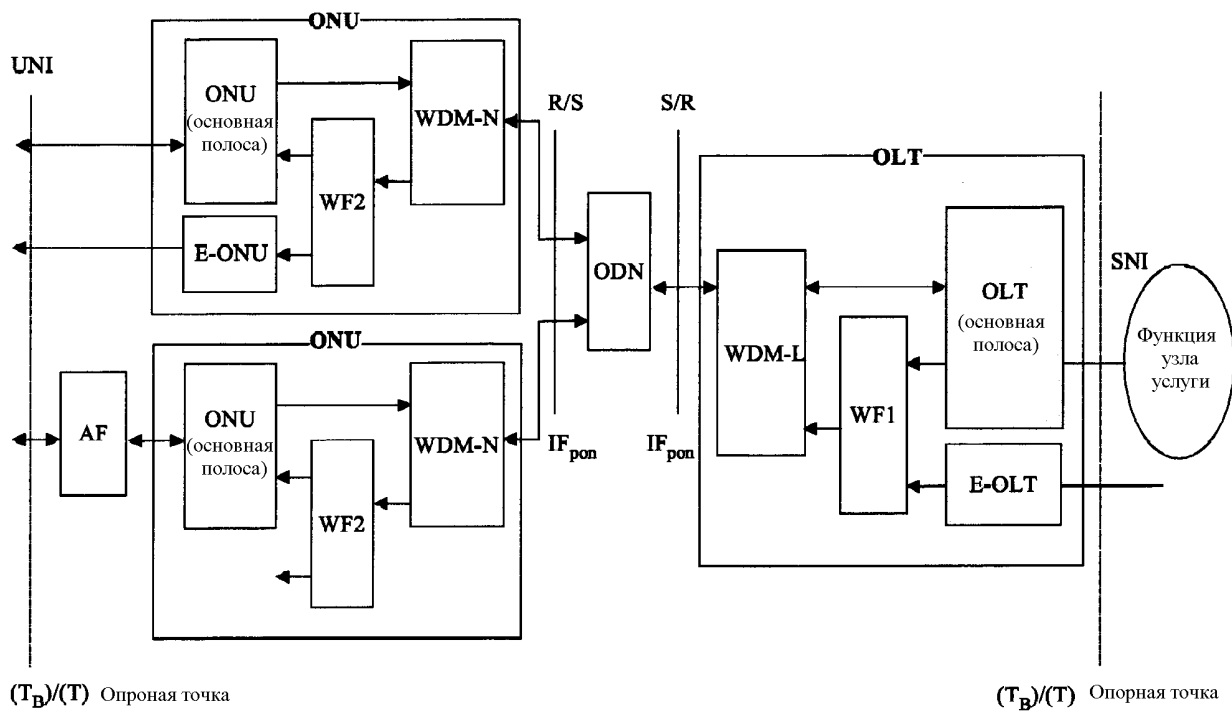 ONU
UNI
ONU
(основная
полоса)
WDM-N
WF2
E-ONU
R/S
S/R
ODN
OLT
WDM-L
OLT
(основная
полоса)
WF1
E-OLT
SNI
Функция
узла
услуги
ONU
AF
ONU
(основная
полоса)
WDM-N
WF2
IFpon
IFpon
(TB)/(T) Опроная точка
(TB)/(T) Опорная точка